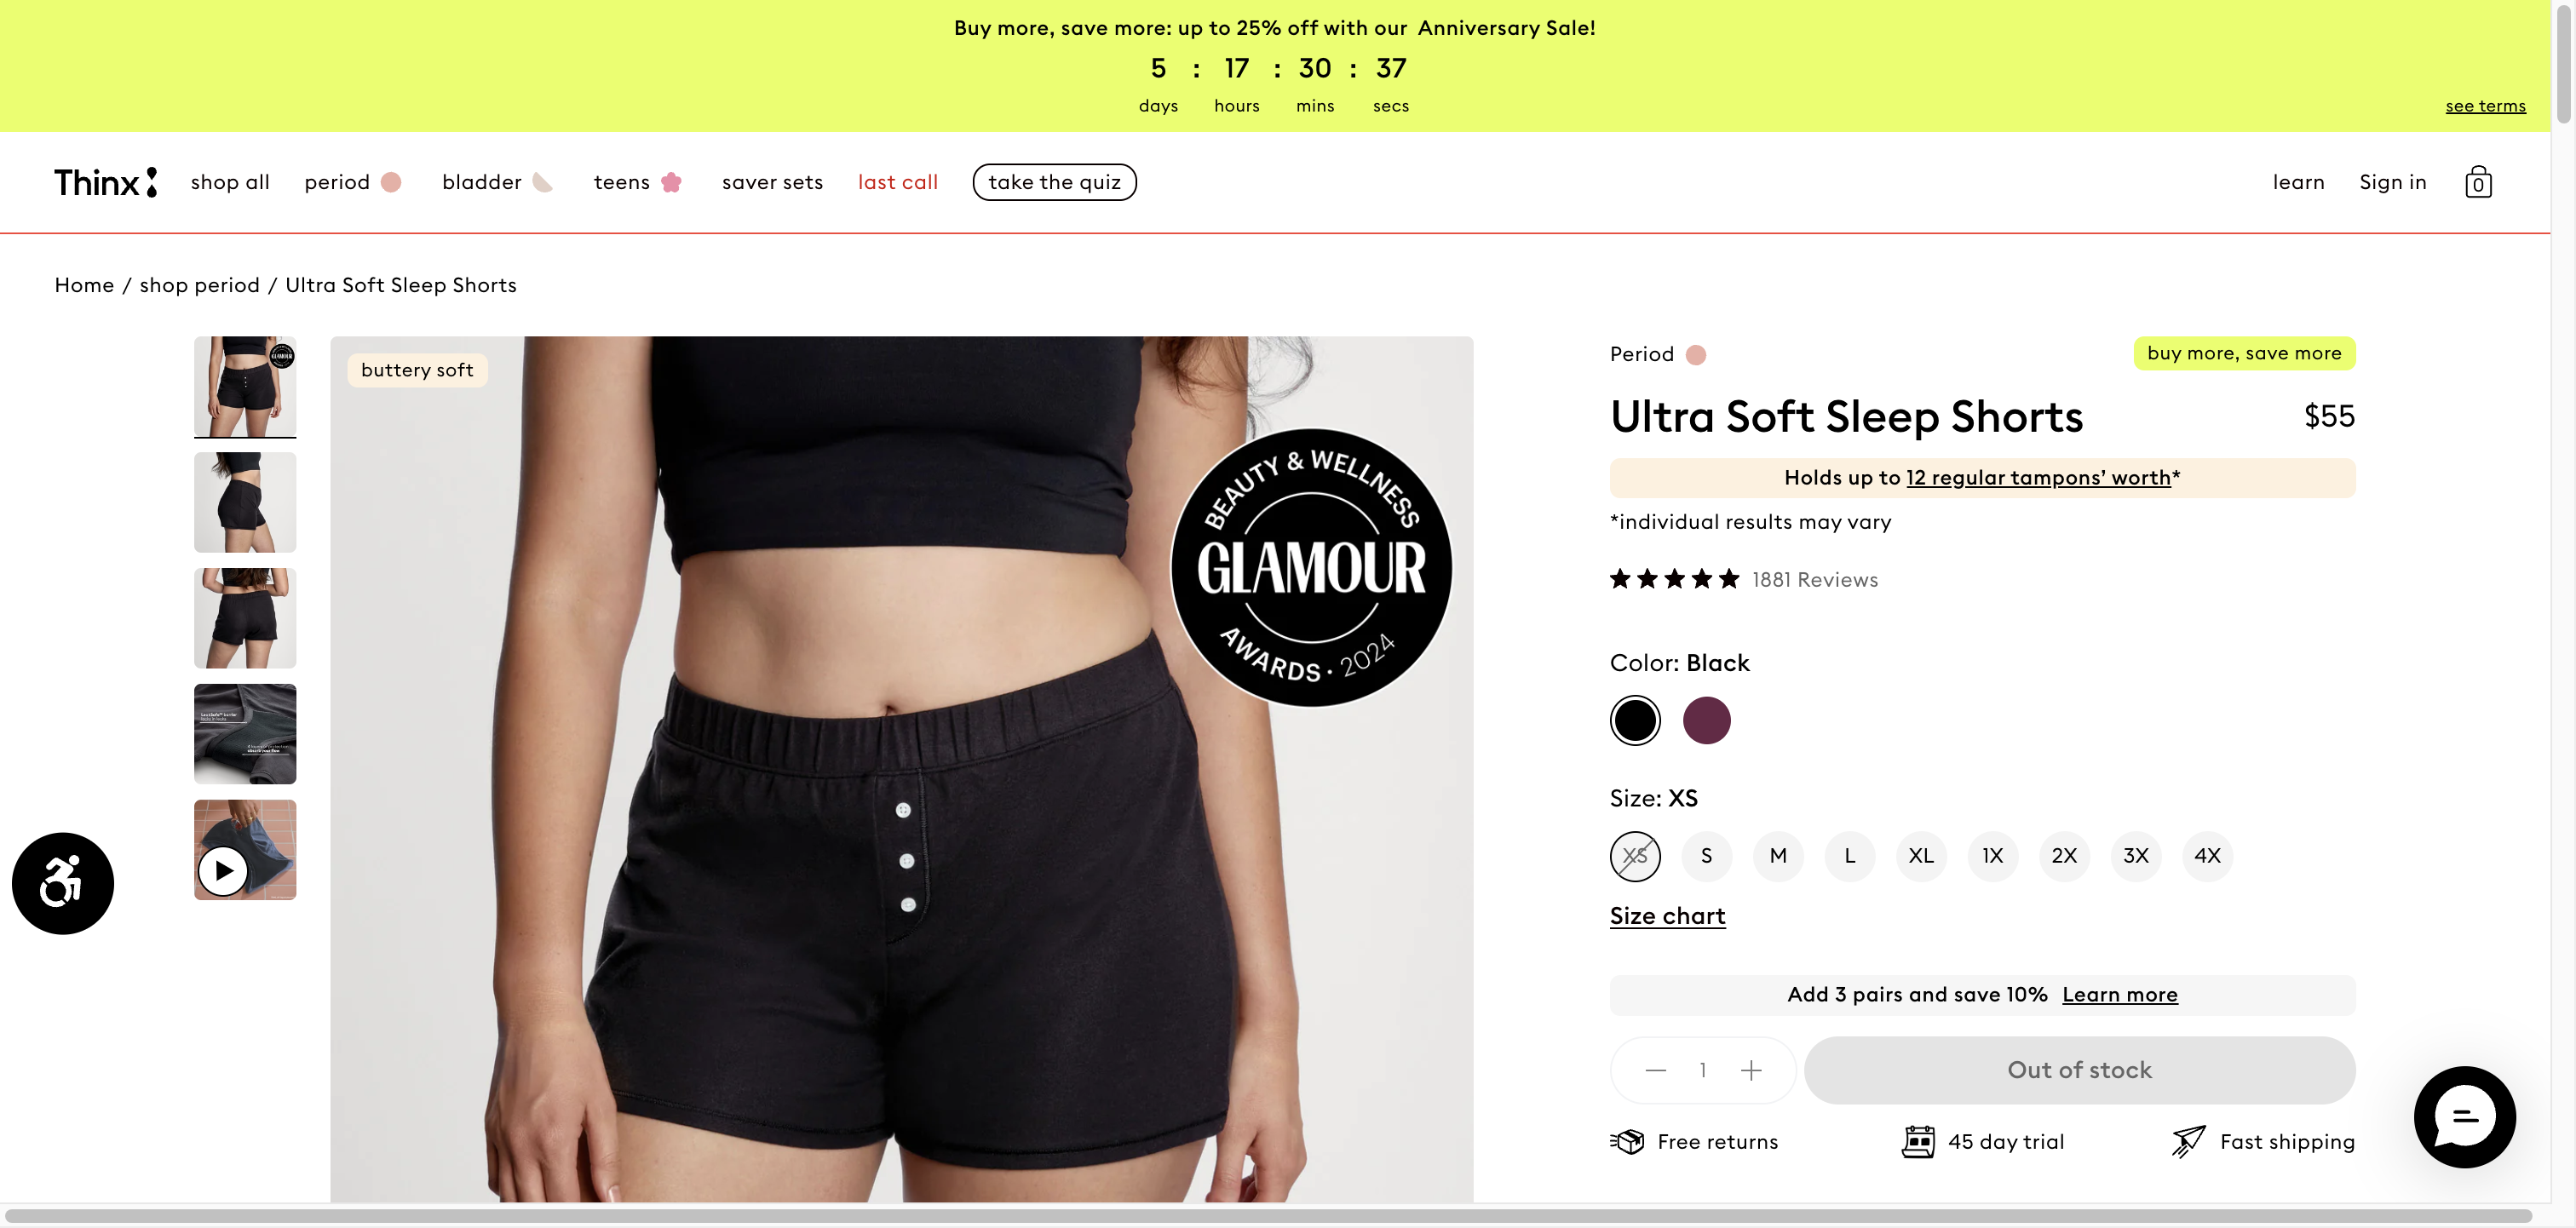 Buy more, save more: up to 25% off with our Anniversary Sale!
5 : 17 : 30 : 37
days hours mins secs
see terms
Thinx shop all period bladder teens saver sets last call take the quiz learn Sign in 0
Home / shop period / Ultra Soft Sleep Shorts
buttery soft
BEAUTY & WELLNESS
GLAMOUR
AWARDS · 2024
GLAMOUR
Period
buy more, save more
Ultra Soft Sleep Shorts
$55
Holds up to 12 regular tampons’ worth*
*individual results may vary
1881 Reviews
Color: Black
Size: XS
XS S M L XL 1X 2X 3X 4X
Size chart
Add 3 pairs and save 10% Learn more
1
Out of stock
Free returns
45 day trial
Fast shipping